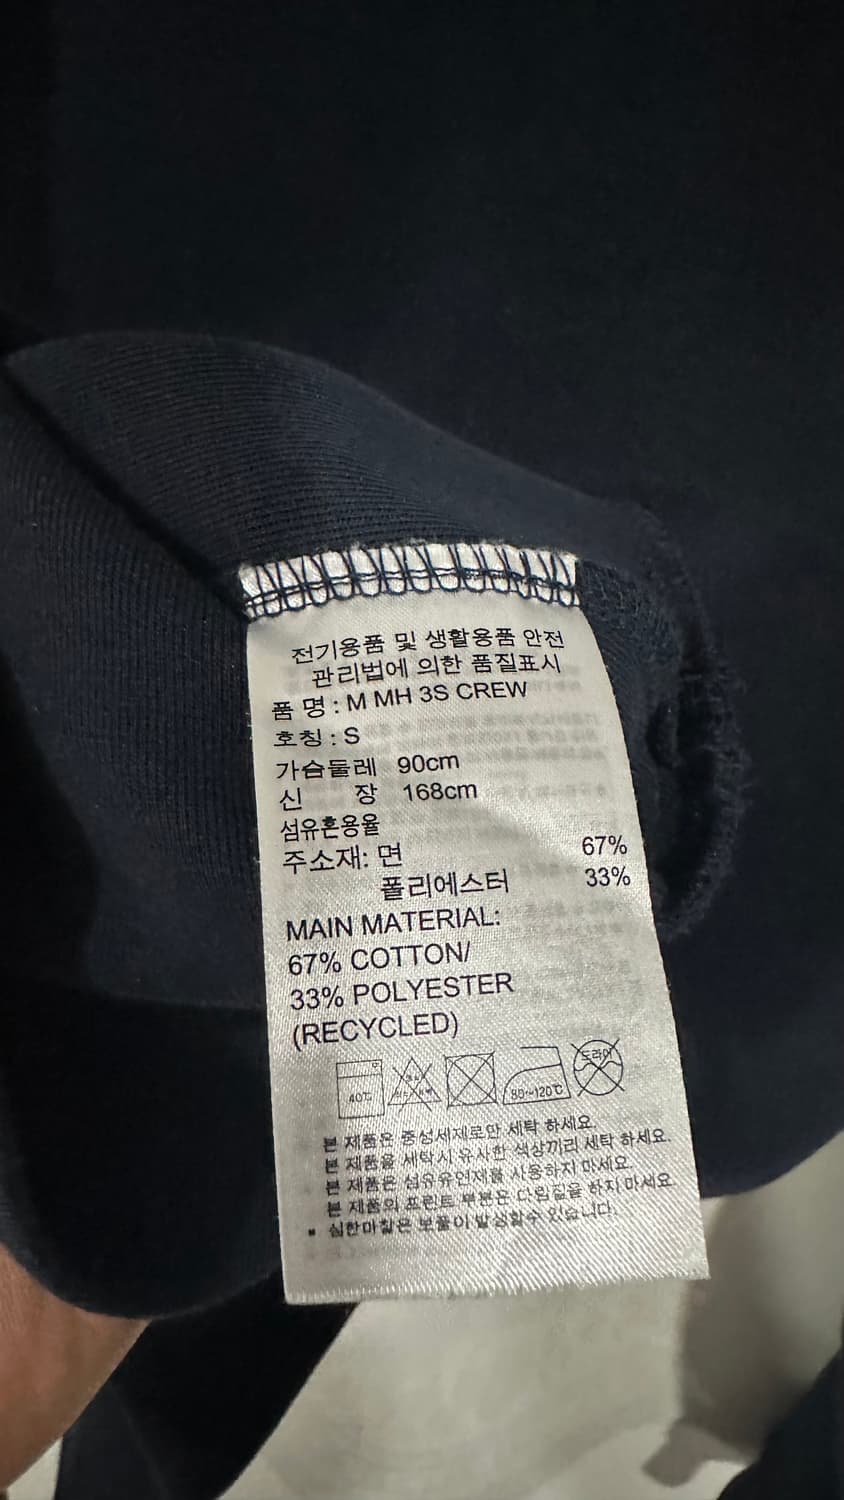 전기용품 및 생활용품 안전
관리법에 의한 품질표시
품 명 : M MH 3S CREW
호칭 : S
가슴둘레 90cm
신 장 168cm
섬유혼용율
주소재: 면 67%
폴리에스터 33%
MAIN MATERIAL:
67% COTTON/
33% POLYESTER
(RECYCLED)
40℃ 80~120℃ 드라이
본 제품은 중성세제로만 세탁 하세요.
본 제품을 세탁시 유사한 색상끼리 세탁 하세요.
본 제품은 섬유유연제를 사용하지 마세요.
본 제품의 프린트 부분은 다림질을 하지 마세요.
▪ 심한마찰은 보풀이 발생할수 있습니다.